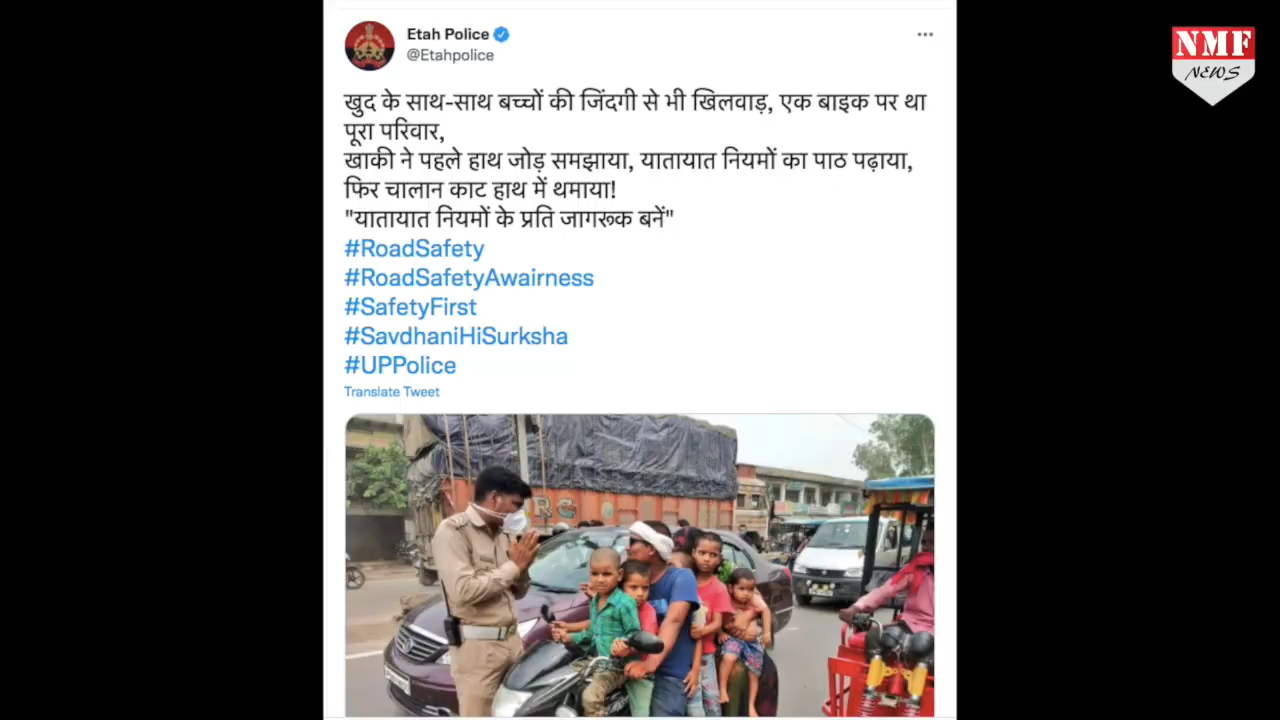 Etah Police
@Etahpolice
NMF
NEWS
खुद के साथ-साथ बच्चों की जिंदगी से भी खिलवाड़, एक बाइक पर था
पूरा परिवार,
खाकी ने पहले हाथ जोड़ समझाया, यातायात नियमों का पाठ पढ़ाया,
फिर चालान काट हाथ में थमाया!
"यातायात नियमों के प्रति जागरूक बनें"
#RoadSafety
#RoadSafetyAwairness
#SafetyFirst
#SavdhaniHiSurksha
#UPPolice
Translate Tweet